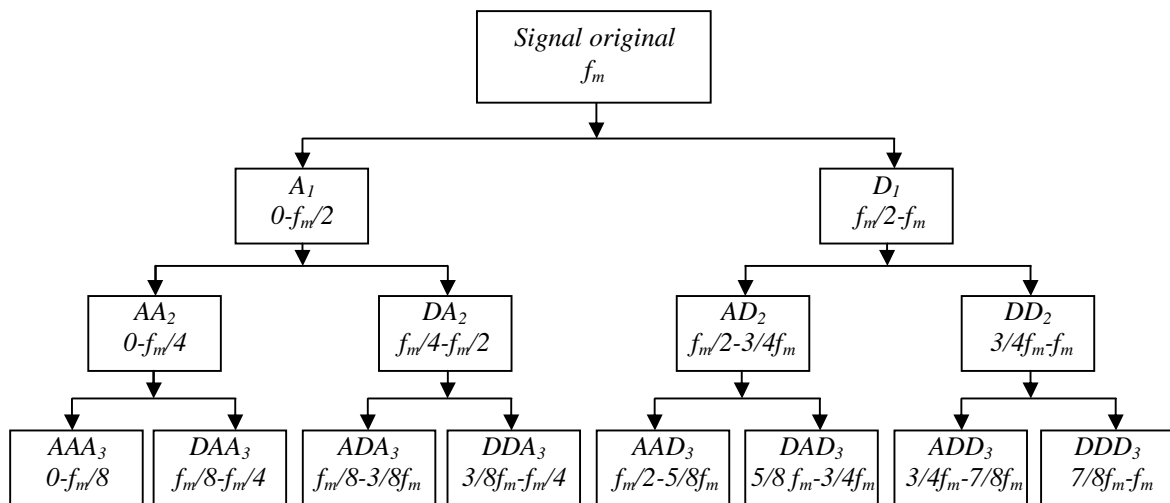 Signal original
fm
A1
0-fm/2
D1
fm/2-fm
AA2
0-fm/4
DA2
fm/4-fm/2
AD2
fm/2-3/4fm
DD2
3/4fm-fm
AAA3
0-fm/8
DAA3
fm/8-fm/4
ADA3
fm/8-3/8fm
DDA3
3/8fm-fm/4
AAD3
fm/2-5/8fm
DAD3
5/8 fm-3/4fm
ADD3
3/4fm-7/8fm
DDD3
7/8fm-fm